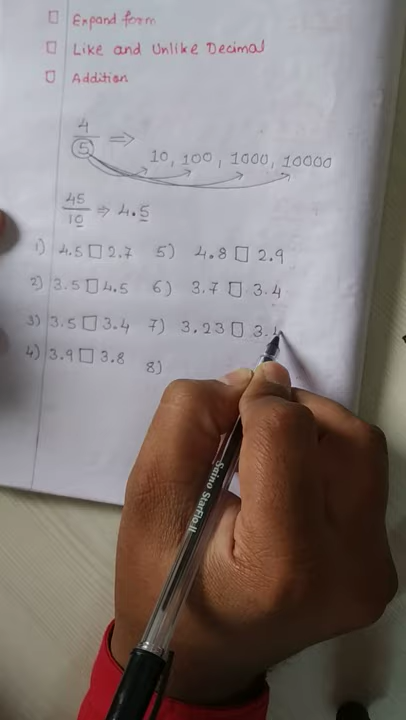 □ Expand form
□ Like and Unlike Decimal
□ Addition
4/5 ⇒ 10, 100, 1000, 10000
45/10 ⇒ 4.5
1) 4.5 □ 2.7 5) 4.8 □ 2.9
2) 3.5 □ 4.5 6) 3.7 □ 3.4
3) 3.5 □ 3.4 7) 3.23 □ 3.
4) 3.9 □ 3.8 8)
Saino StarFlo.II